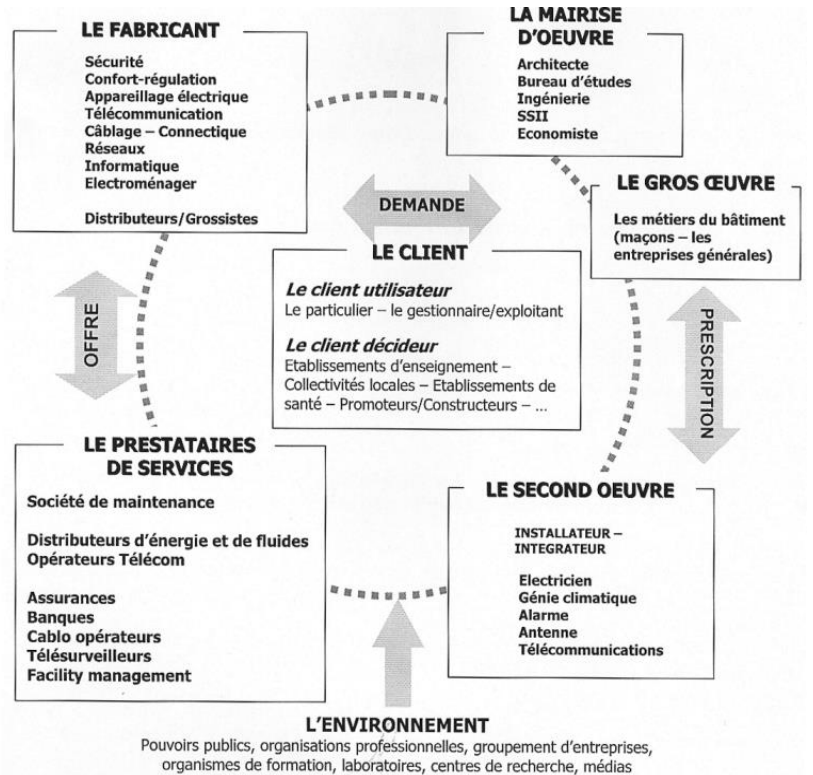 LE FABRICANT
Sécurité
Confort-régulation
Appareillage électrique
Télécommunication
Câblage – Connectique
Réseaux
Informatique
Electroménager
Distributeurs/Grossistes
LA MAIRISE
D'OEUVRE
Architecte
Bureau d'études
Ingénierie
SSII
Economiste
LE GROS ŒUVRE
Les métiers du bâtiment
(maçons – les
entreprises générales)
DEMANDE
LE CLIENT
Le client utilisateur
Le particulier – le gestionnaire/exploitant
Le client décideur
Etablissements d'enseignement –
Collectivités locales – Etablissements de
santé – Promoteurs/Constructeurs – ...
OFFRE
PRESCRIPTION
LE PRESTATAIRES
DE SERVICES
Société de maintenance
Distributeurs d'énergie et de fluides
Opérateurs Télécom
Assurances
Banques
Cablo opérateurs
Télésurveilleurs
Facility management
LE SECOND OEUVRE
INSTALLATEUR –
INTEGRATEUR
Electricien
Génie climatique
Alarme
Antenne
Télécommunications
L'ENVIRONNEMENT
Pouvoirs publics, organisations professionnelles, groupement d'entreprises,
organismes de formation, laboratoires, centres de recherche, médias